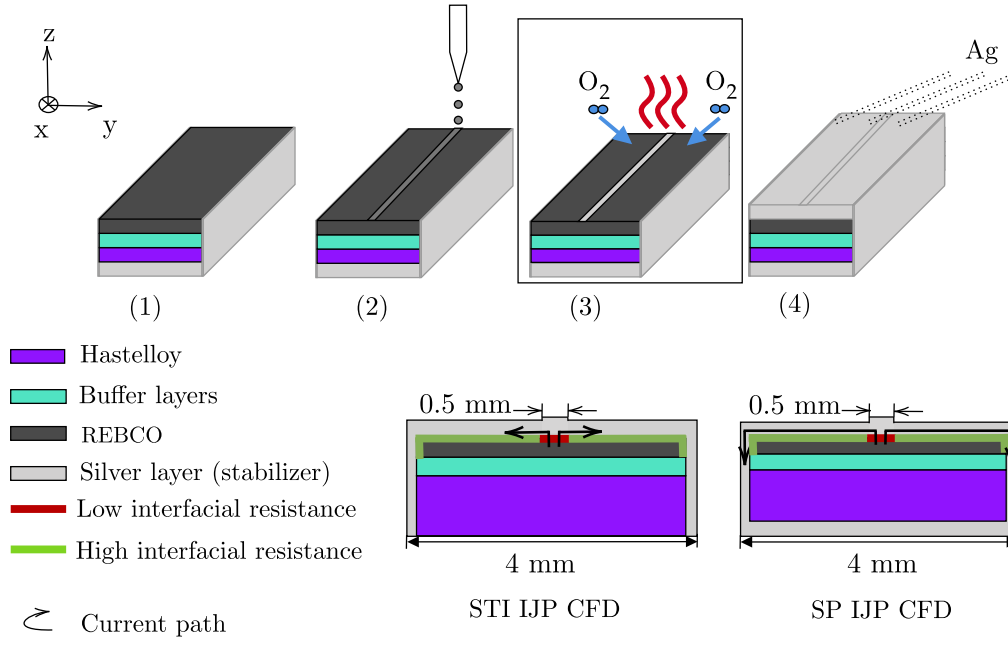 z
x
y
O2
O2
Ag
(1)
(2)
(3)
(4)
Hastelloy
Buffer layers
REBCO
Silver layer (stabilizer)
Low interfacial resistance
High interfacial resistance
Current path
0.5 mm
4 mm
STI IJP CFD
0.5 mm
4 mm
SP IJP CFD